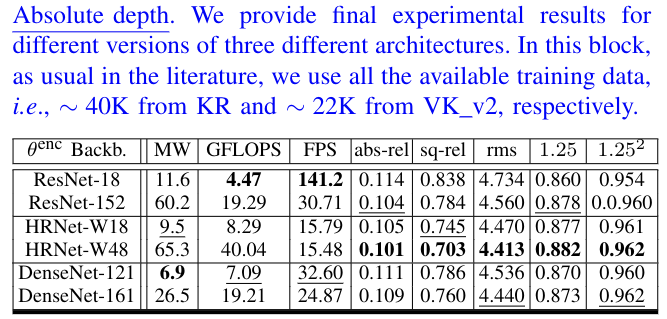 Absolute depth. We provide final experimental results for
different versions of three different architectures. In this block,
as usual in the literature, we use all the available training data,
i.e., ∼ 40K from KR and ∼ 22K from VK_v2, respectively.
θ^enc Backb. MW GFLOPS FPS abs-rel sq-rel rms 1.25 1.25²
ResNet-18 11.6 4.47 141.2 0.114 0.838 4.734 0.860 0.954
ResNet-152 60.2 19.29 30.71 0.104 0.784 4.560 0.878 0.0.960
HRNet-W18 9.5 8.29 15.79 0.105 0.745 4.470 0.877 0.961
HRNet-W48 65.3 40.04 15.48 0.101 0.703 4.413 0.882 0.962
DenseNet-121 6.9 7.09 32.60 0.111 0.786 4.536 0.870 0.960
DenseNet-161 26.5 19.21 24.87 0.109 0.760 4.440 0.873 0.962